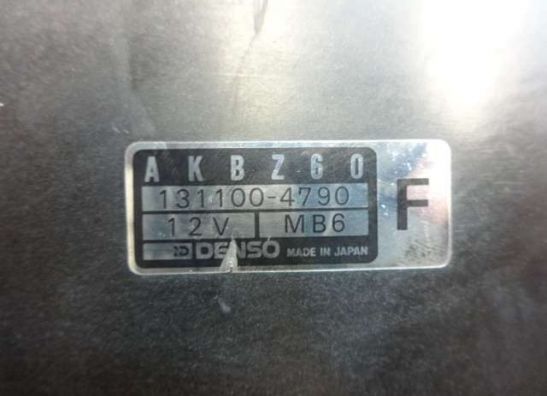 AKBZ60
131100-4790
12V MB6 F
DENSO MADE IN JAPAN